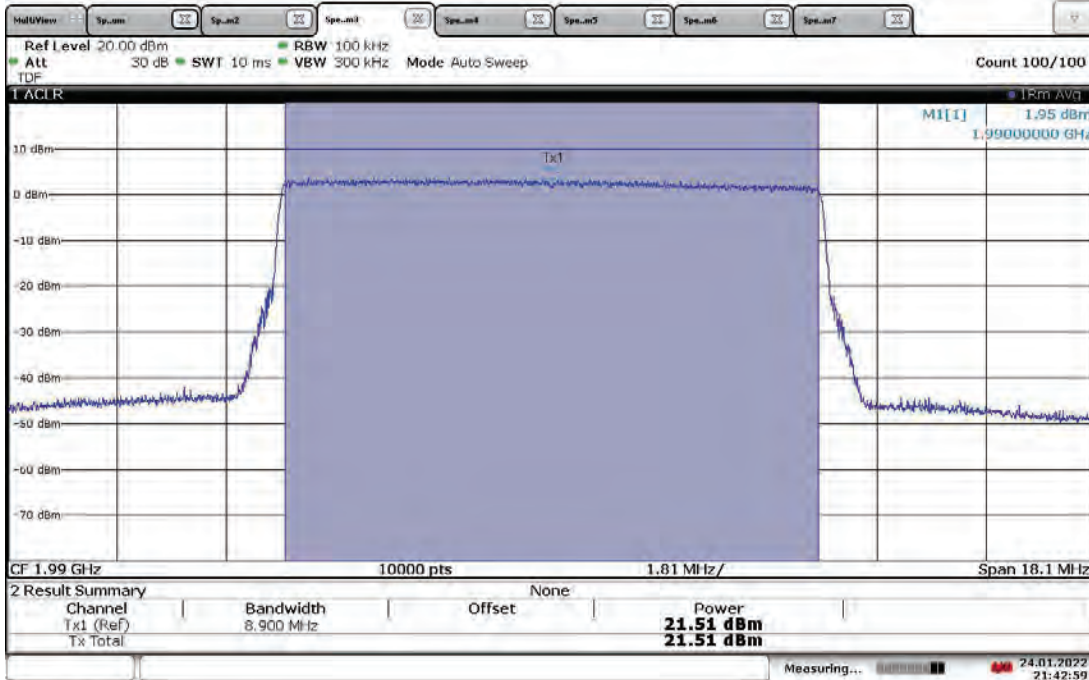 MultiView Sp...um Sp...m2 Spe...m3 Spe...m4 Spe...m5 Spe...m6 Spe...m7
Ref Level 20.00 dBm RBW 100 kHz
Att 30 dB SWT 10 ms VBW 300 kHz Mode Auto Sweep Count 100/100
TDF
1 ACLR 1Rm Avg
M1[1] 1.95 dBm
1.99000000 GHz
10 dBm
Tx1
0 dBm
-10 dBm
-20 dBm
-30 dBm
-40 dBm
-50 dBm
-60 dBm
-70 dBm
CF 1.99 GHz 10000 pts 1.81 MHz/ Span 18.1 MHz
2 Result Summary None
Channel Bandwidth Offset Power
Tx1 (Ref) 8.900 MHz 21.51 dBm
Tx Total 21.51 dBm
Measuring... 24.01.2022
21:42:59